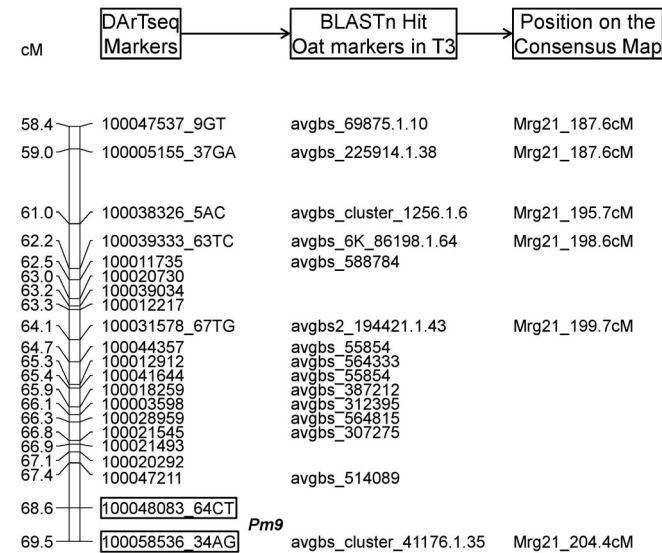 cM
DArTseq Markers
BLASTn Hit Oat markers in T3
Position on the Consensus Map
58.4 100047537_9GT avgbs_69875.1.10 Mrg21_187.6cM
59.0 100005155_37GA avgbs_225914.1.38 Mrg21_187.6cM
61.0 100038326_5AC avgbs_cluster_1256.1.6 Mrg21_195.7cM
62.2 100039333_63TC avgbs_6K_86198.1.64 Mrg21_198.6cM
62.5 100011735 avgbs_588784
63.0 100020730
63.2 100039034
63.3 100012217
64.1 100031578_67TG avgbs2_194421.1.43 Mrg21_199.7cM
64.7 100044357 avgbs_55854
65.3 100012912 avgbs_564333
65.4 100041644 avgbs_55854
65.9 100018259 avgbs_387212
66.1 100003598 avgbs_312395
66.3 100028959 avgbs_564815
66.8 100021545 avgbs_307275
66.9 100021493
67.1 100020292
67.4 100047211 avgbs_514089
68.6 100048083_64CT
Pm9
69.5 100058536_34AG avgbs_cluster_41176.1.35 Mrg21_204.4cM